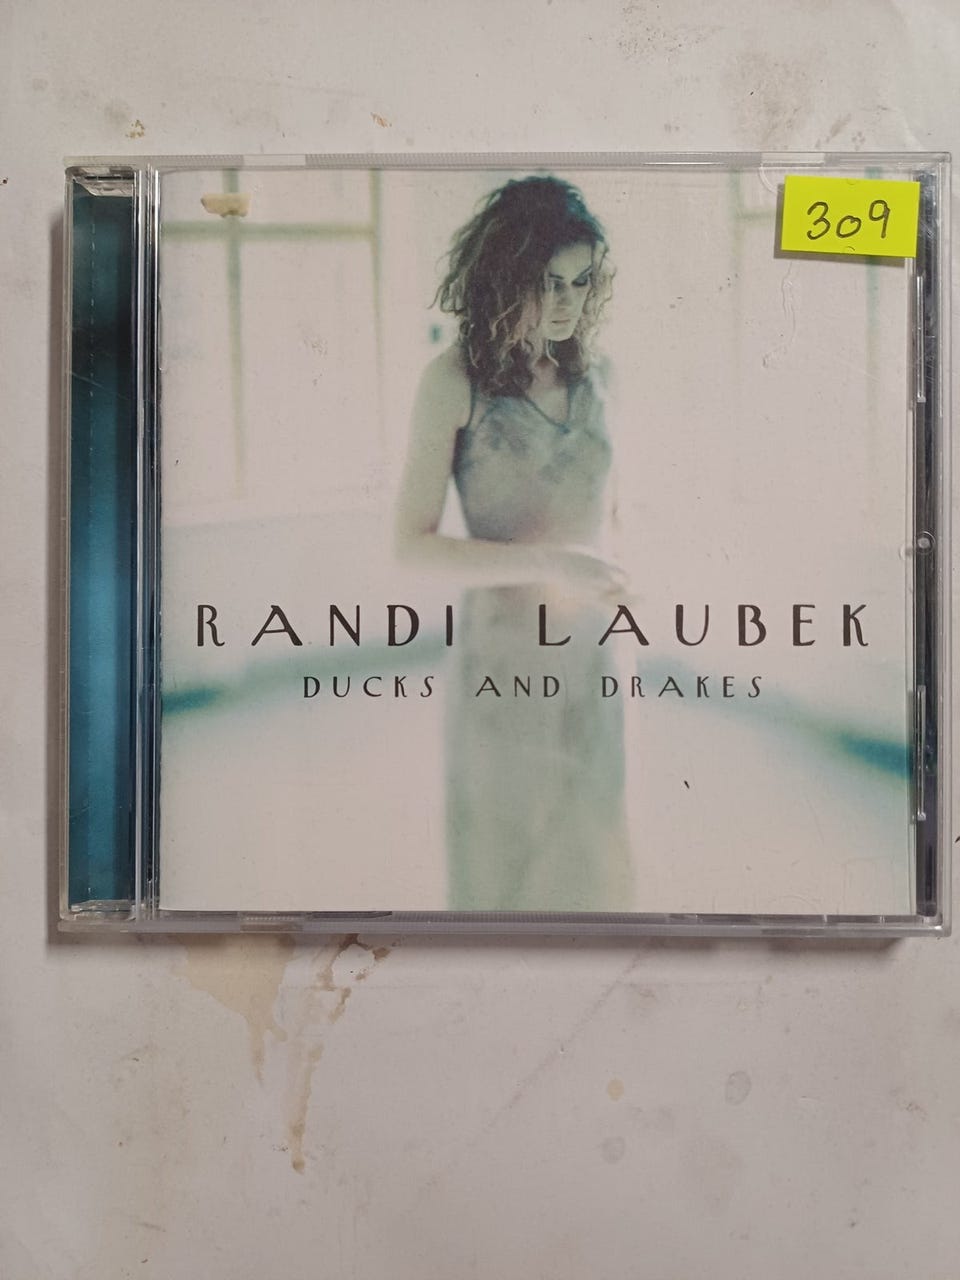 309
RANDI LAUBEK
DUCKS AND DRAKES